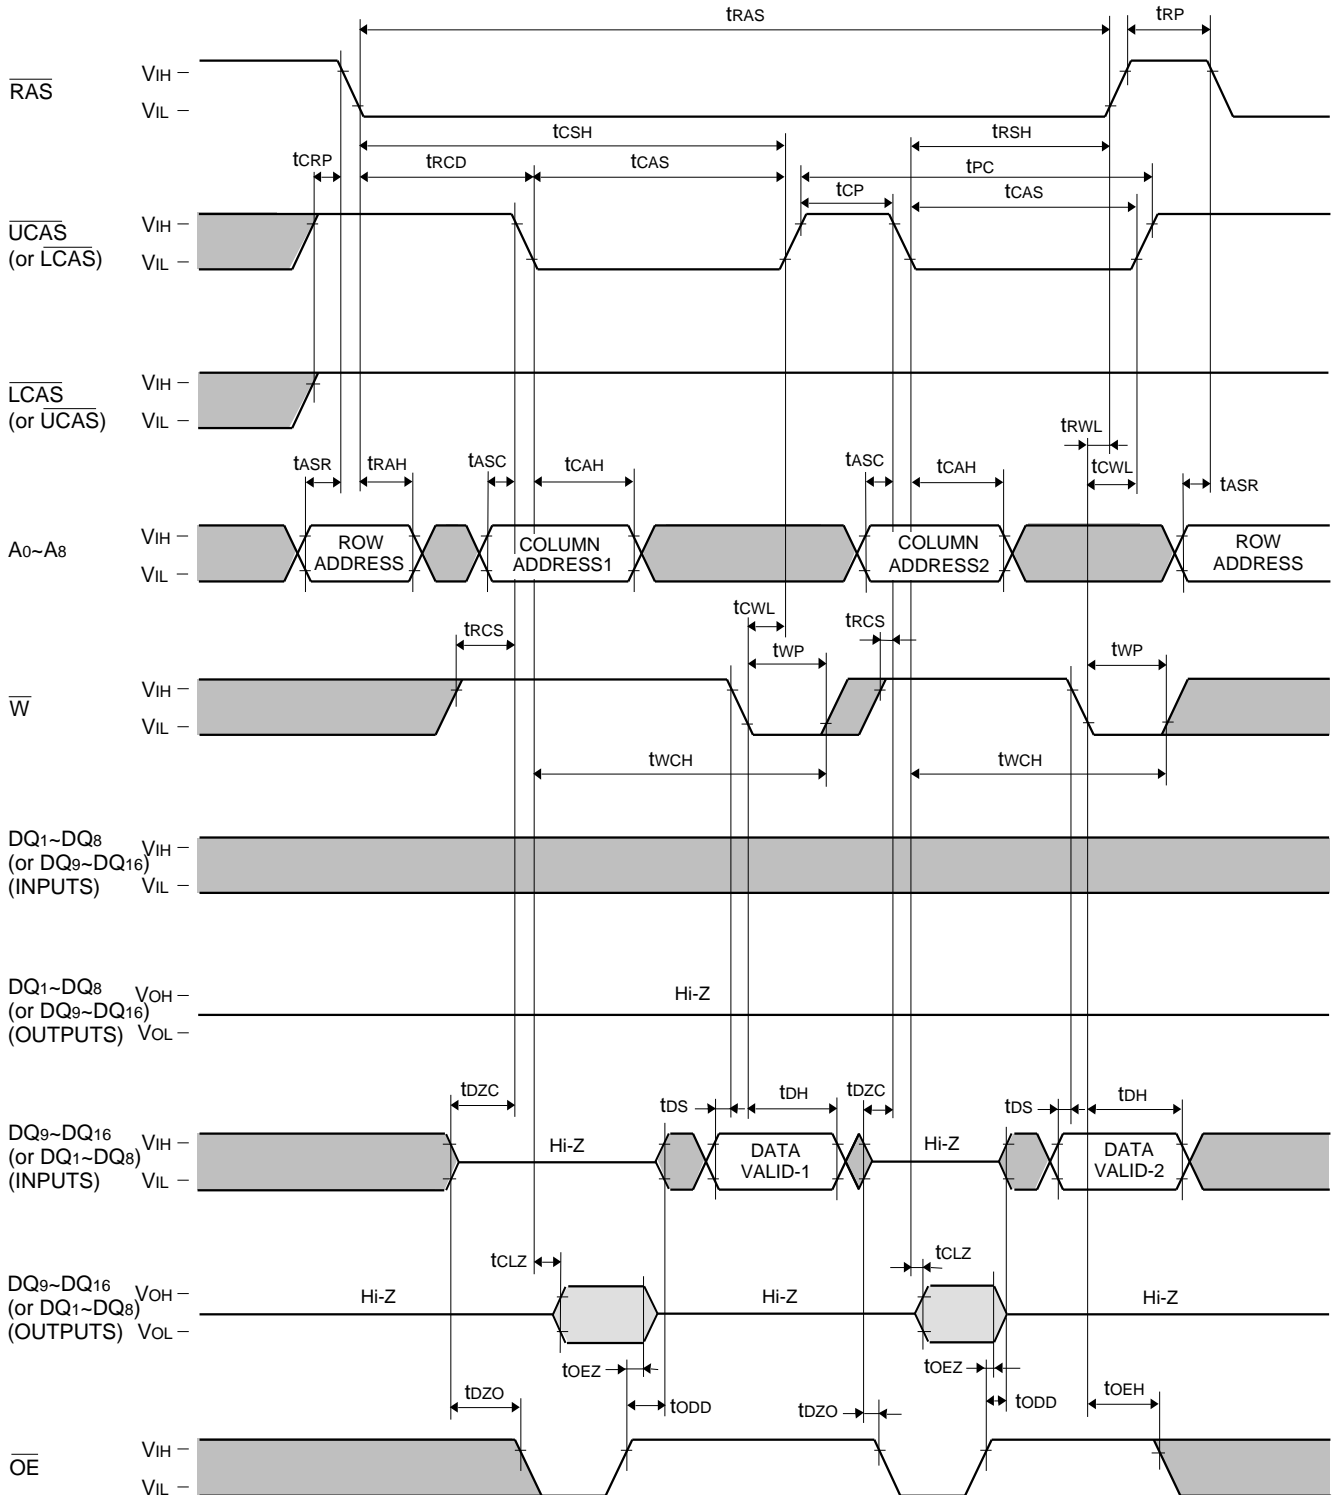 tRAS
tRP
RAS
VIH
VIL
tCSH
tRSH
tCRP
tRCD
tCAS
tPC
tCP
tCAS
UCAS
(or LCAS)
VIH
VIL
LCAS
(or UCAS)
VIH
VIL
tRWL
tASR
tRAH
tASC
tCAH
tASC
tCAH
tCWL
tASR
A0~A8
VIH
VIL
ROW
ADDRESS
COLUMN
ADDRESS1
COLUMN
ADDRESS2
ROW
ADDRESS
tRCS
tCWL
tRCS
tWP
tWP
W
VIH
VIL
tWCH
tWCH
DQ1~DQ8
(or DQ9~DQ16)
(INPUTS)
VIH
VIL
DQ1~DQ8
(or DQ9~DQ16)
(OUTPUTS)
VOH
VOL
Hi-Z
tDZC
tDS
tDH
tDZC
tDS
tDH
DQ9~DQ16
(or DQ1~DQ8)
(INPUTS)
VIH
VIL
Hi-Z
DATA
VALID-1
Hi-Z
DATA
VALID-2
tCLZ
tCLZ
DQ9~DQ16
(or DQ1~DQ8)
(OUTPUTS)
VOH
VOL
Hi-Z
Hi-Z
Hi-Z
tOEZ
tOEZ
tDZO
tODD
tDZO
tODD
tOEH
OE
VIH
VIL